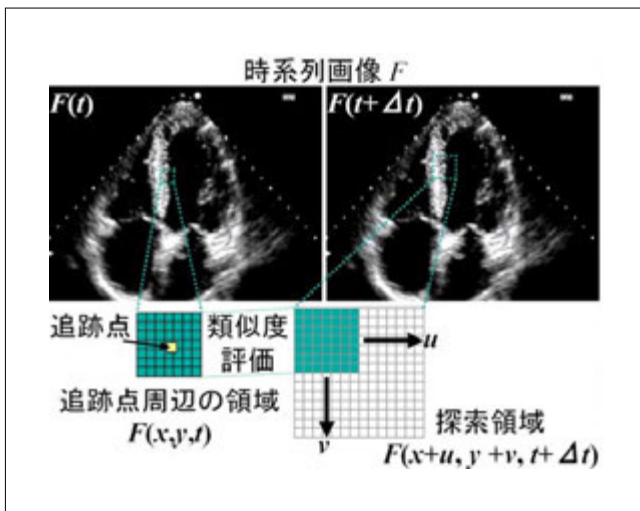 時系列画像 F
F(t)
F(t+Δt)
追跡点
類似度
評価
u
追跡点周辺の領域
F(x,y,t)
v
探索領域
F(x+u, y+v, t+Δt)